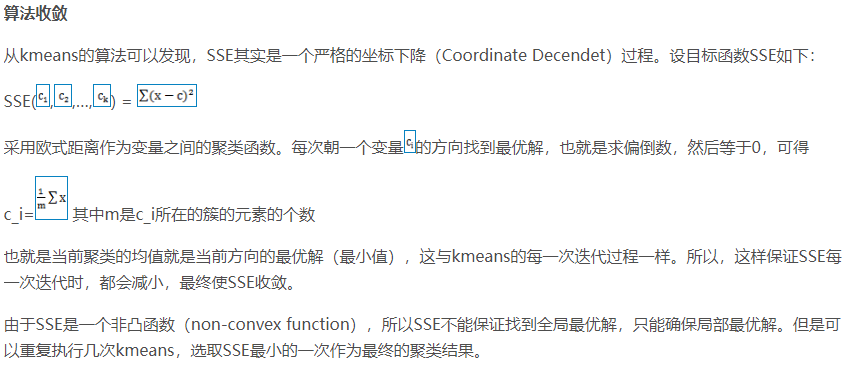 算法收敛
从kmeans的算法可以发现，SSE其实是一个严格的坐标下降（Coordinate Decendet）过程。设目标函数SSE如下：
SSE(c₁,c₂,...,cₖ) = ∑(x − c)²
采用欧式距离作为变量之间的聚类函数。每次朝一个变量cᵢ的方向找到最优解，也就是求偏倒数，然后等于0，可得
c_i=1/m ∑x 其中m是c_i所在的簇的元素的个数
也就是当前聚类的均值就是当前方向的最优解（最小值），这与kmeans的每一次迭代过程一样。所以，这样保证SSE每
一次迭代时，都会减小，最终使SSE收敛。
由于SSE是一个非凸函数（non-convex function），所以SSE不能保证找到全局最优解，只能确保局部最优解。但是可
以重复执行几次kmeans，选取SSE最小的一次作为最终的聚类结果。